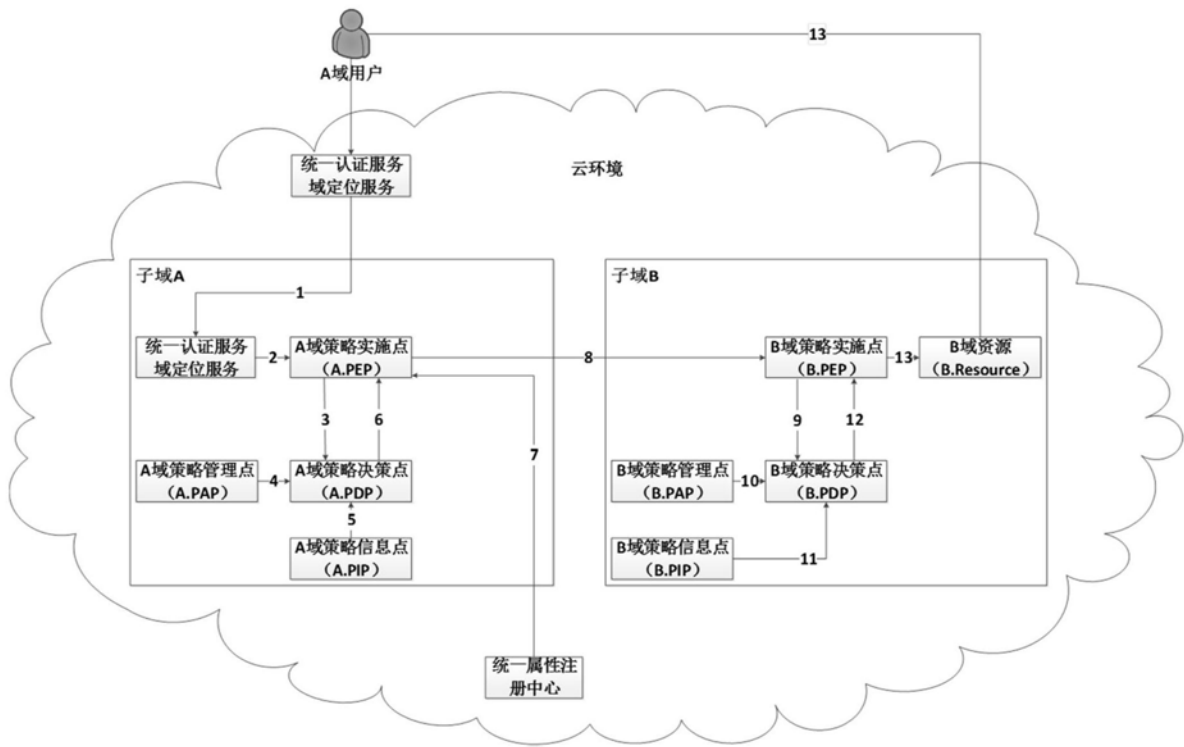 13
A域用户
统一认证服务
域定位服务
云环境
子域A
子域B
1
统一认证服务
域定位服务
2
A域策略实施点
（A.PEP）
8
B域策略实施点
（B.PEP）
13
B域资源
（B.Resource）
3
6
7
9
12
A域策略管理点
（A.PAP）
4
A域策略决策点
（A.PDP）
B域策略管理点
（B.PAP）
10
B域策略决策点
（B.PDP）
5
A域策略信息点
（A.PIP）
B域策略信息点
（B.PIP）
11
统一属性注
册中心